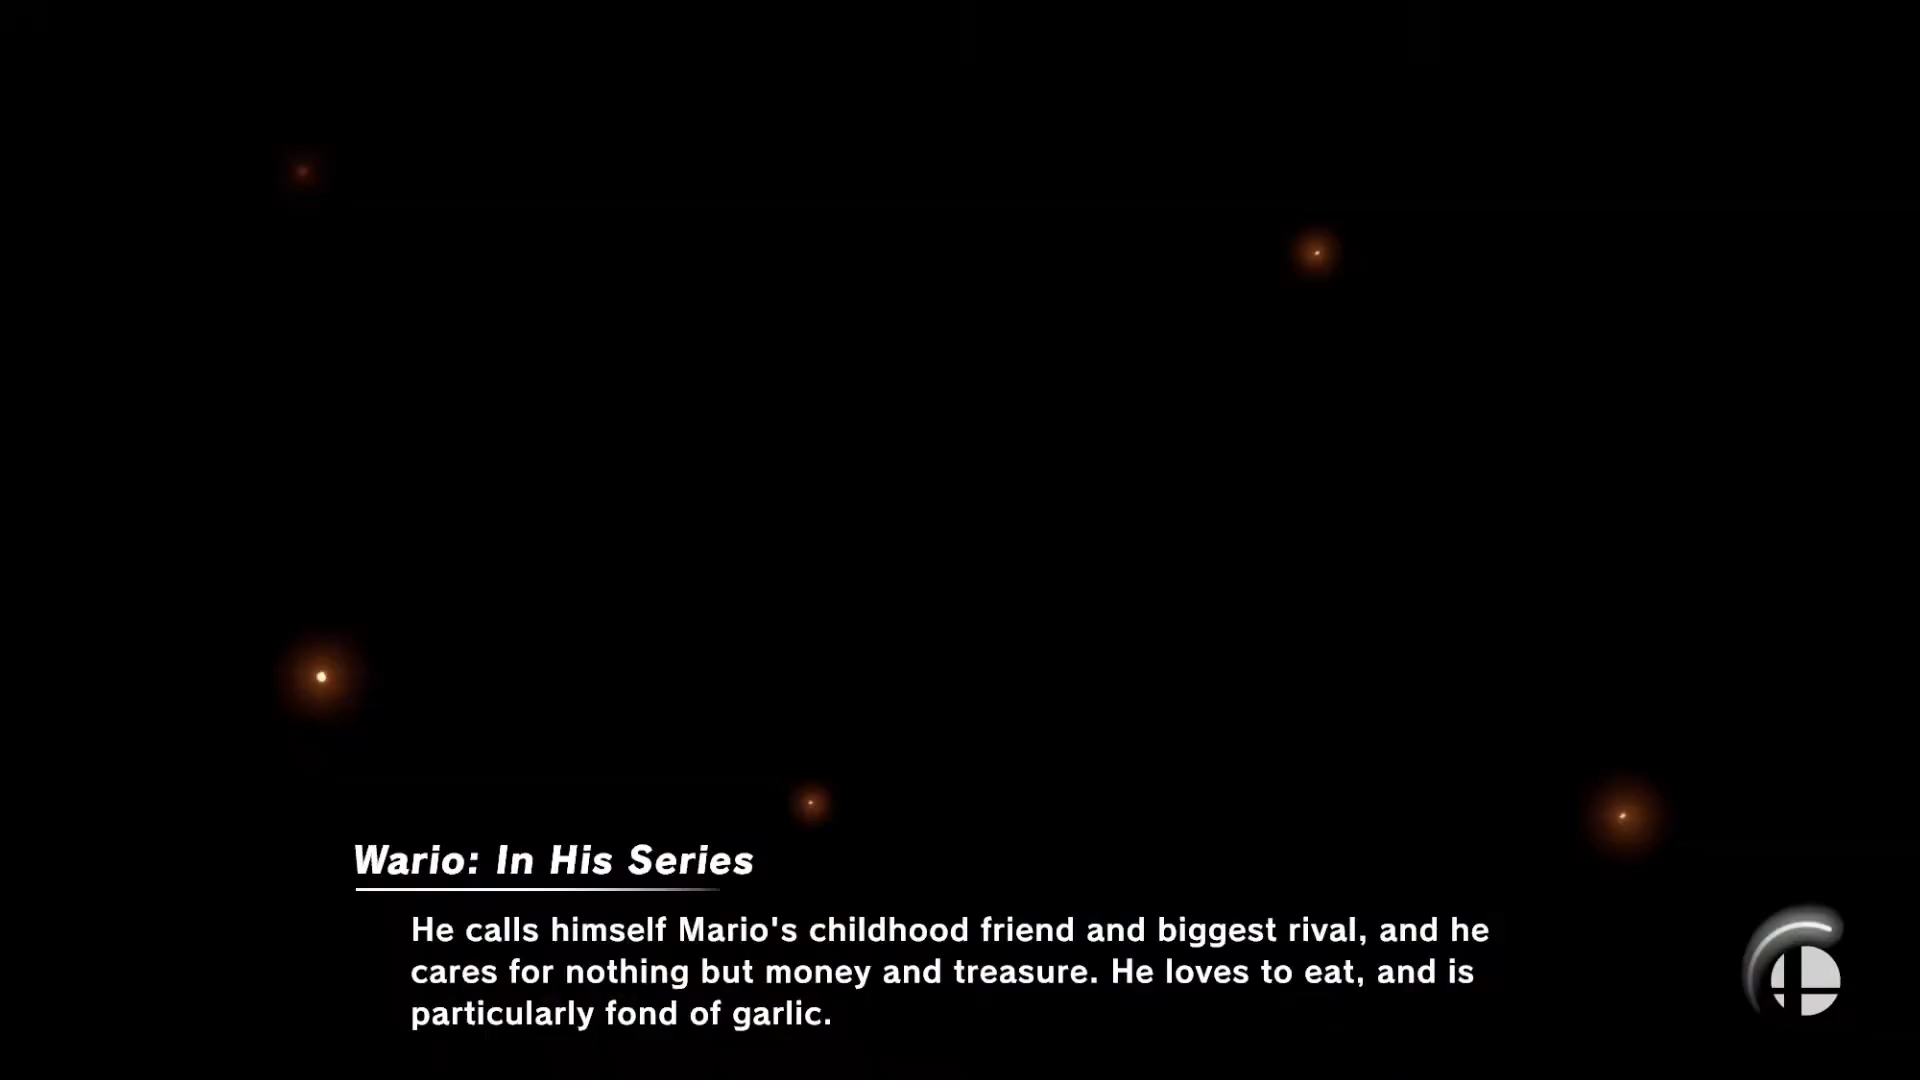 Wario: In His Series
He calls himself Mario's childhood friend and biggest rival, and he
cares for nothing but money and treasure. He loves to eat, and is
particularly fond of garlic.